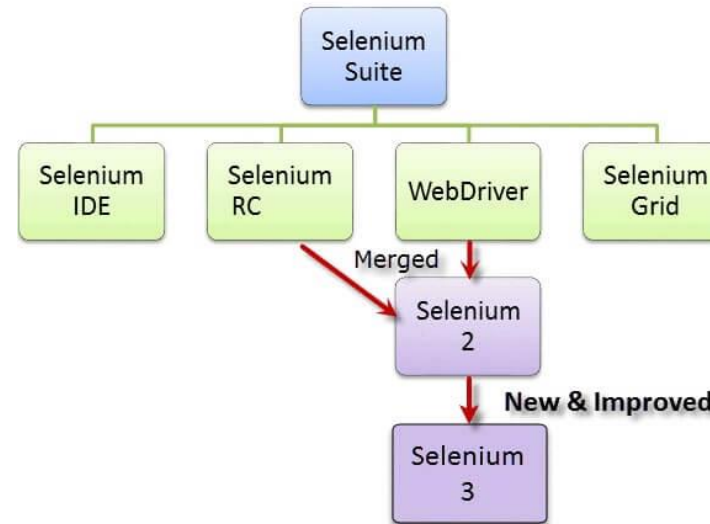 Selenium
Suite
Selenium
IDE
Selenium
RC
WebDriver
Selenium
Grid
Merged
Selenium
2
New & Improved
Selenium
3